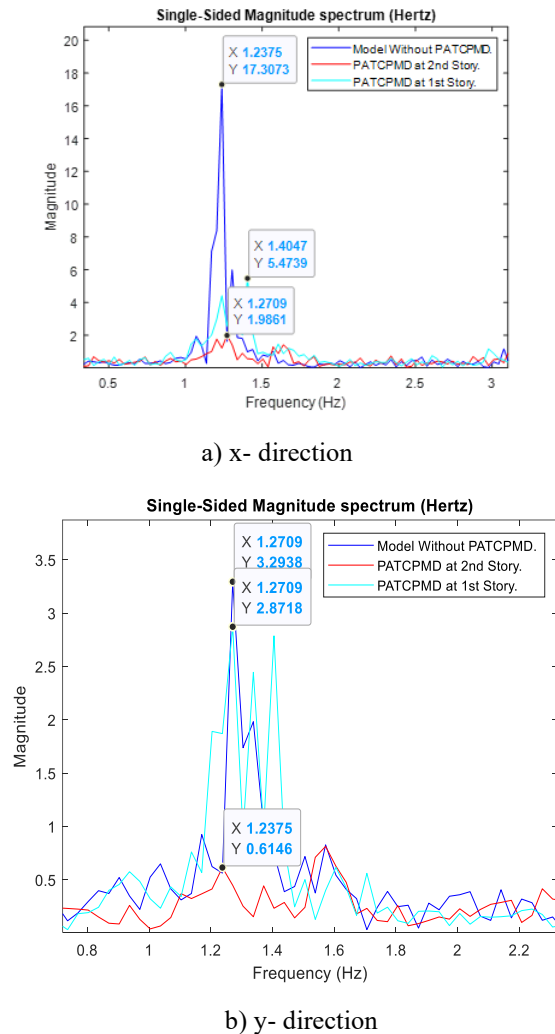 Single-Sided Magnitude spectrum (Hertz)
20
18
16
14
12
10
8
6
4
2
Magnitude
X 1.2375
Y 17.3073
Model Without PATCPMD.
PATCPMD at 2nd Story.
PATCPMD at 1st Story.
X 1.4047
Y 5.4739
X 1.2709
Y 1.9861
0.5
1
1.5
2
2.5
3
Frequency (Hz)
a) x- direction
Single-Sided Magnitude spectrum (Hertz)
3.5
3
2.5
2
1.5
1
0.5
Magnitude
X 1.2709
Y 3.2938
X 1.2709
Y 2.8718
Model Without PATCPMD.
PATCPMD at 2nd Story.
PATCPMD at 1st Story.
X 1.2375
Y 0.6146
0.8
1
1.2
1.4
1.6
1.8
2
2.2
Frequency (Hz)
b) y- direction